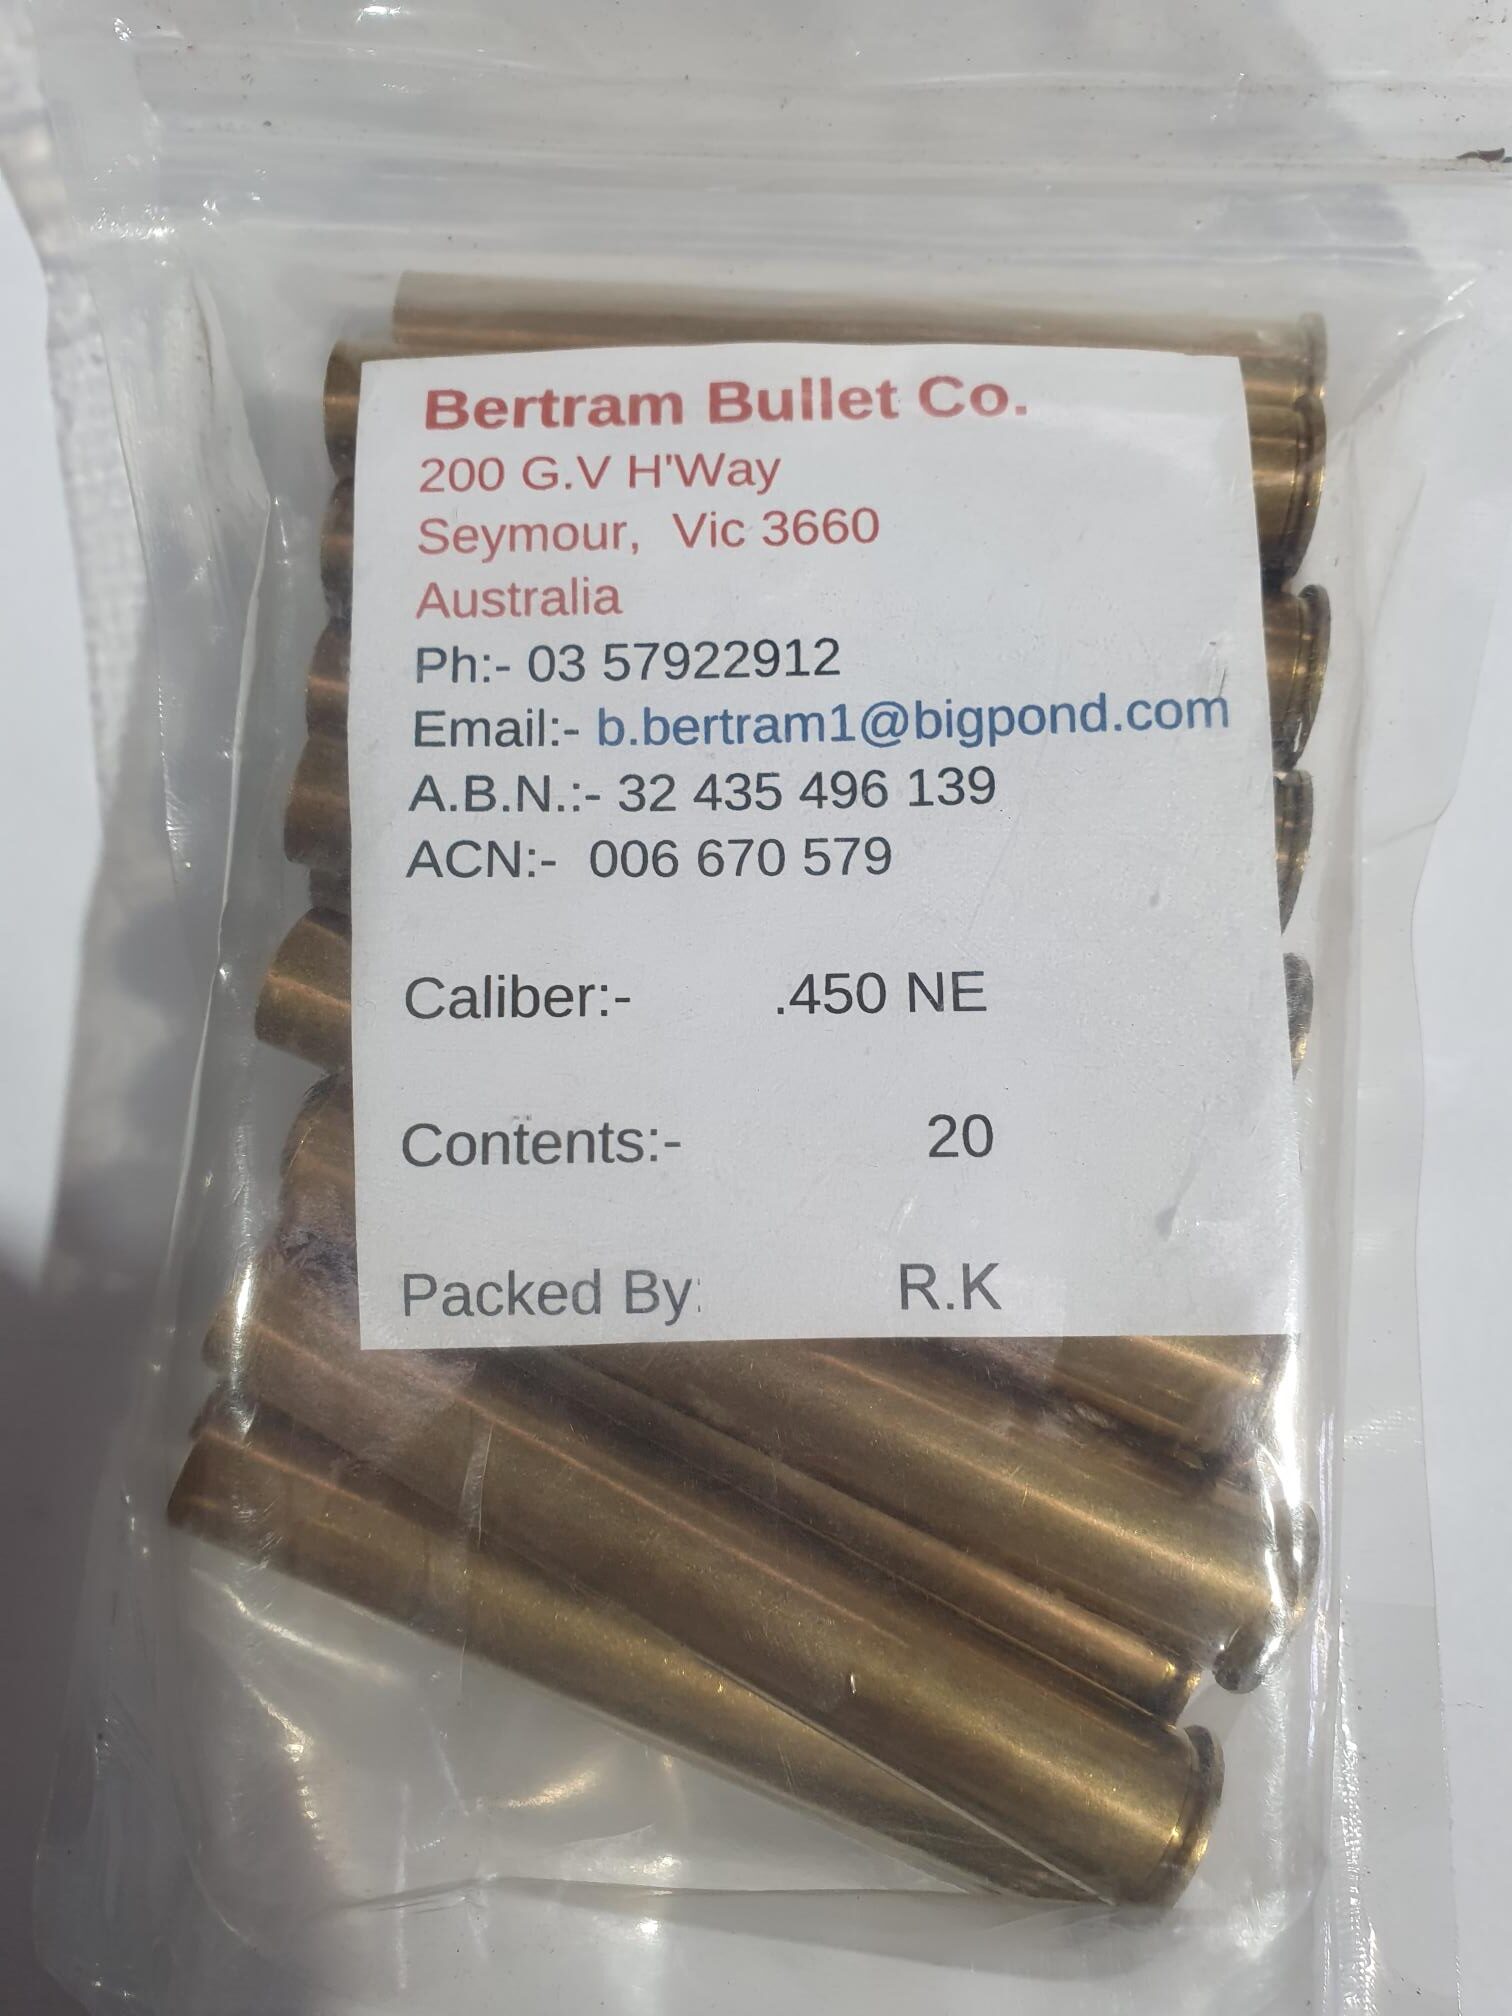 Bertram Bullet Co.
200 G.V H'Way
Seymour, Vic 3660
Australia
Ph:- 03 57922912
Email:- b.bertram1@bigpond.com
A.B.N.:- 32 435 496 139
ACN:- 006 670 579
Caliber:- .450 NE
Contents:- 20
Packed By: R.K